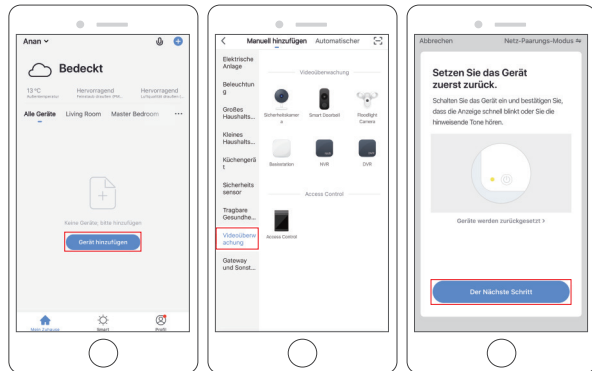 Anan
Bedeckt
13 °C
Hervorragend
Hervorragend
Alle Geräte Living Room Master Bedroom ...
Keine Geräte, bitte hinzufügen
Gerät hinzufügen
Mein Zuhause
Smart
Profil
Manuell hinzufügen Automatischer
Elektrische
Anlage
Beleuchtun
g
Großes
Haushalts...
Kleines
Haushalts...
Küchengerä
t
Sicherheits
sensor
Tragbare
Gesundhe...
Videoüberw
achung
Gateway
und Sonst...
Videoüberwachung
Sicherheitskamer
a
Smart Doorbell
Floodlight
Camera
Basisstation
NVR
DVR
Access Control
Access Control
Abbrechen
Netz-Paarungs-Modus
Setzen Sie das Gerät
zuerst zurück.
Schalten Sie das Gerät ein und bestätigen Sie,
dass die Anzeige schnell blinkt oder Sie die
hinweisende Tone hören.
Geräte werden zurückgesetzt >
Der Nächste Schritt